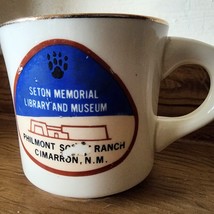 SETON MEMORIAL
LIBRARY AND MUSEUM
PHILMONT RANCH
CIMARRON, N.M.